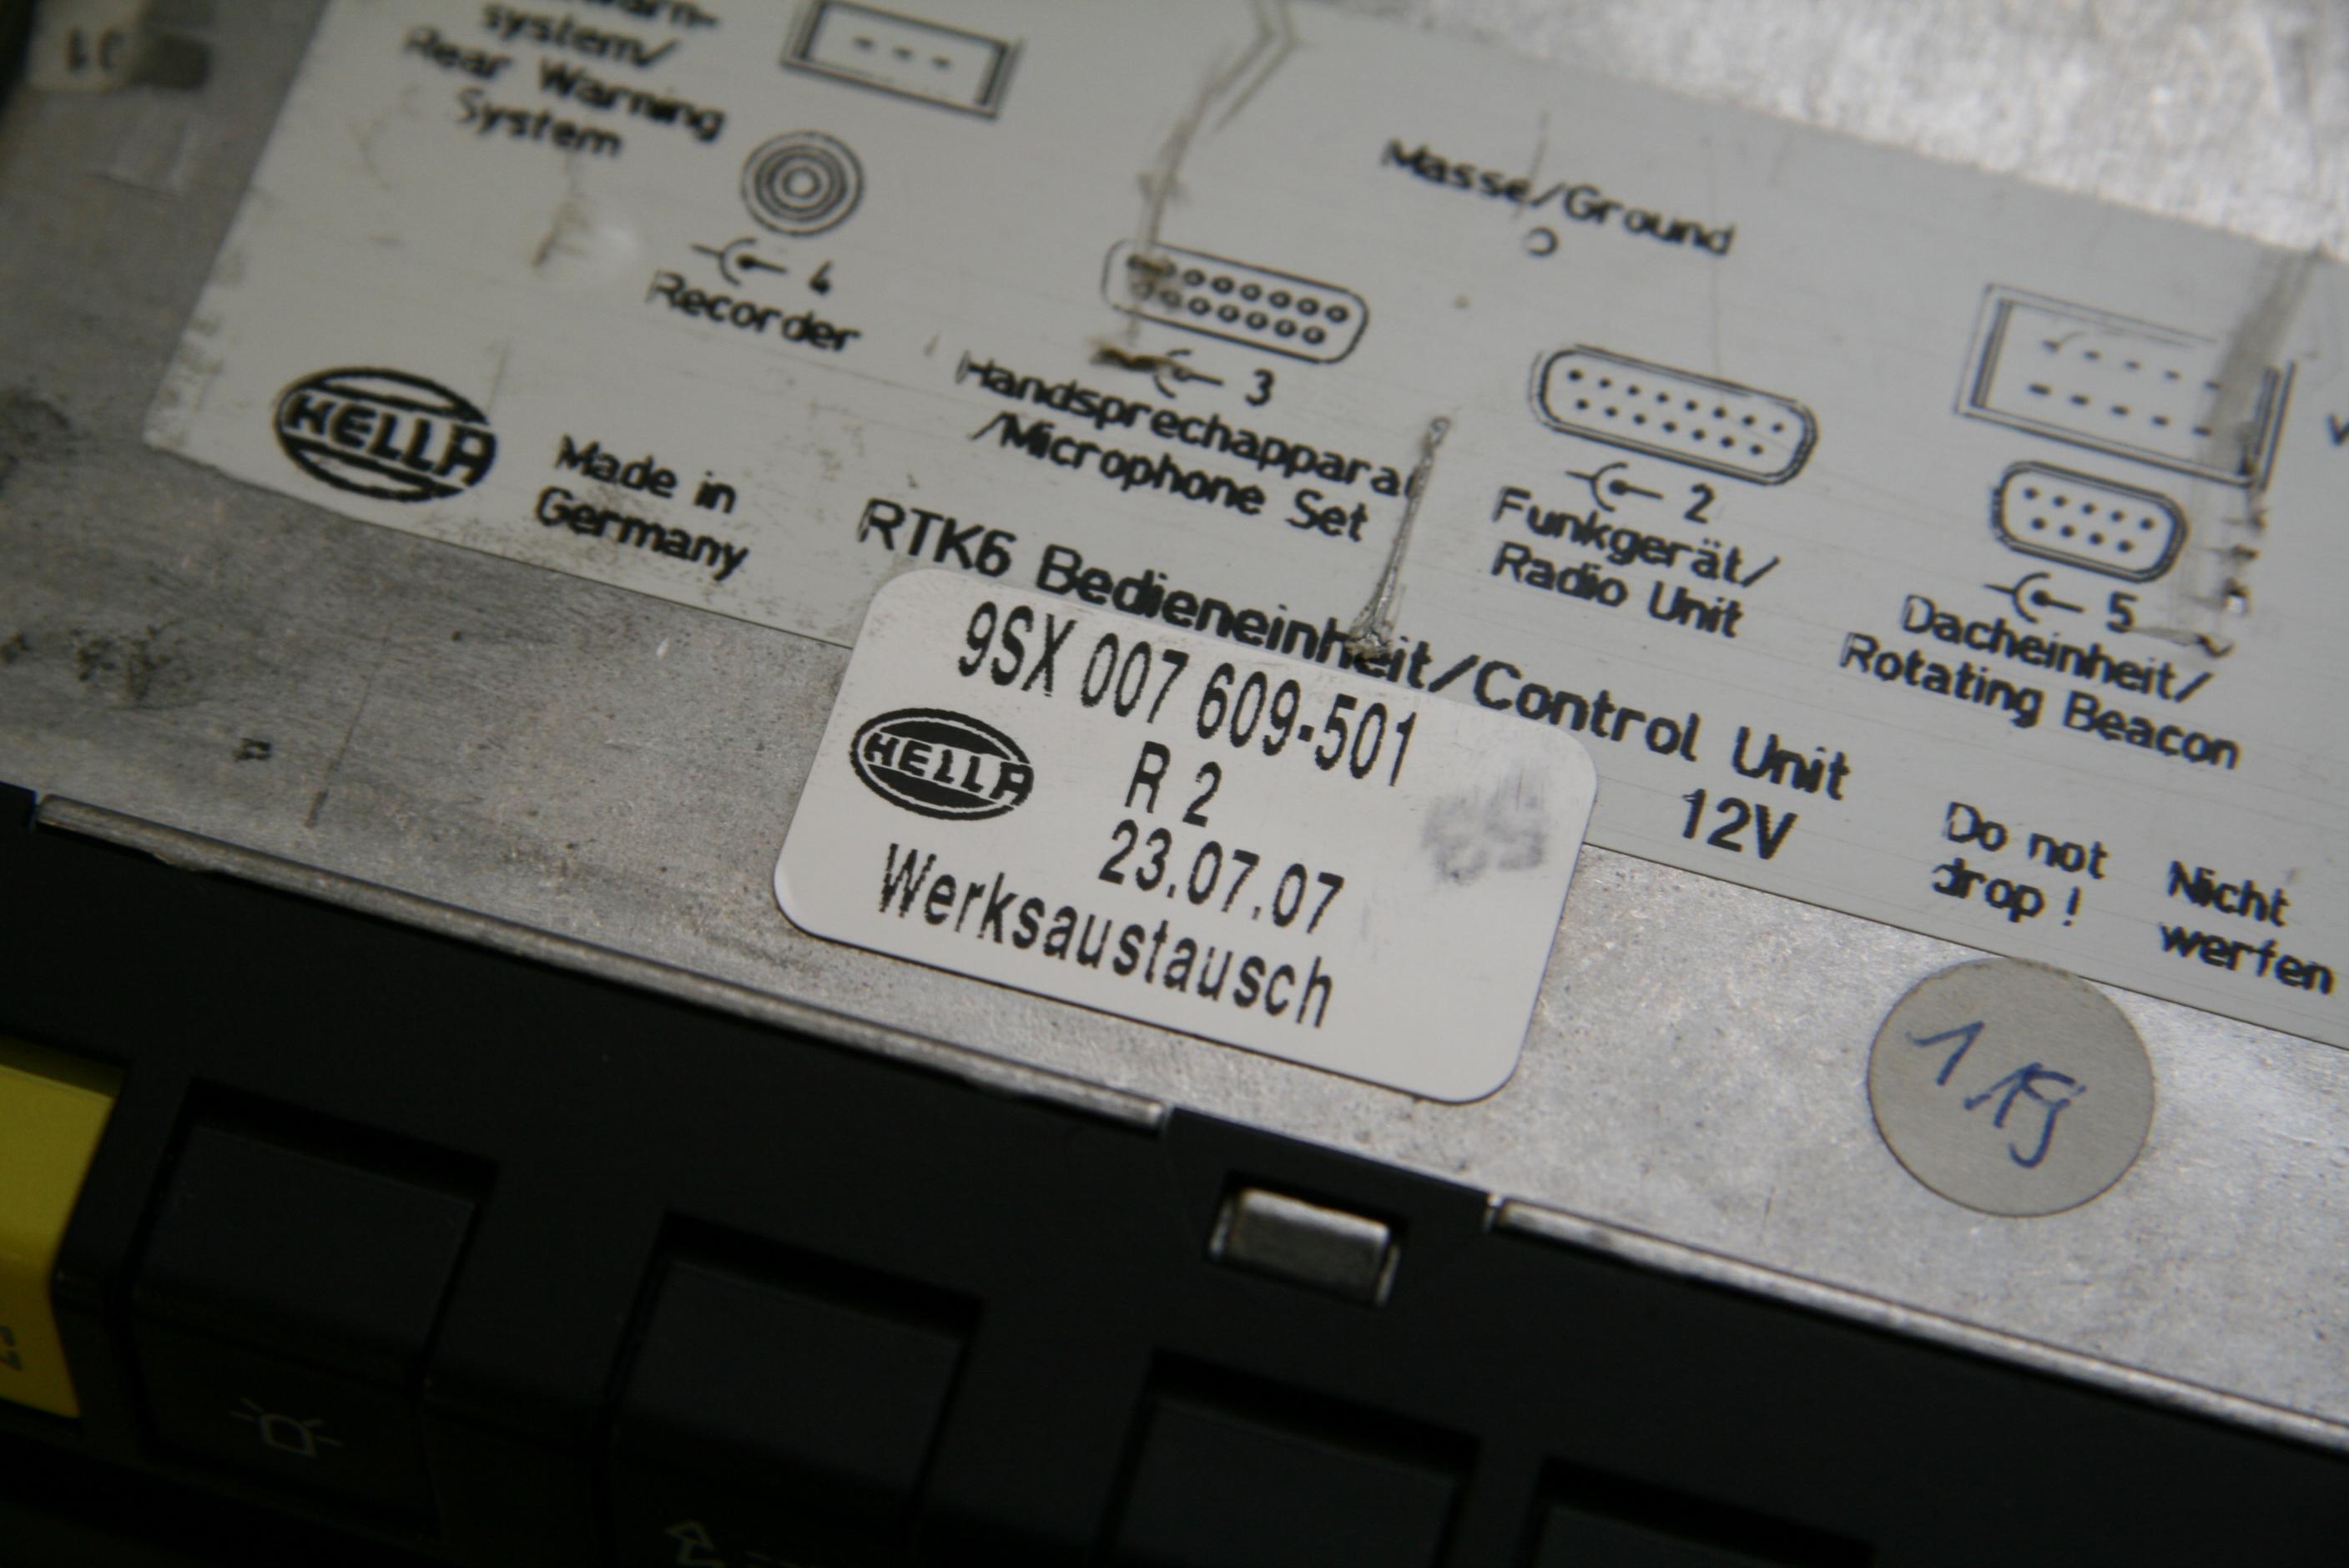 system/
Rear Warning
System
4
Recorder
3
Handsprechappara
/Microphone Set
Masse/Ground
2
Funkgerät/
Radio Unit
5
Dacheinheit/
Rotating Beacon
HELLA
Made in
Germany
RTK6 Bedieneinheit/Control Unit
12V
Do not
drop!
Nicht
werfen
9SX 007 609-501
HELLA
R 2
23.07.07
Werksaustausch